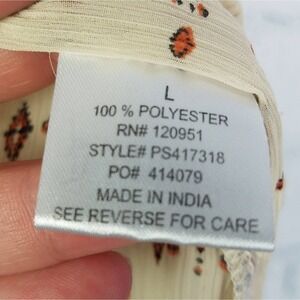 L
100 % POLYESTER
RN# 120951
STYLE# PS417318
PO# 414079
MADE IN INDIA
SEE REVERSE FOR CARE